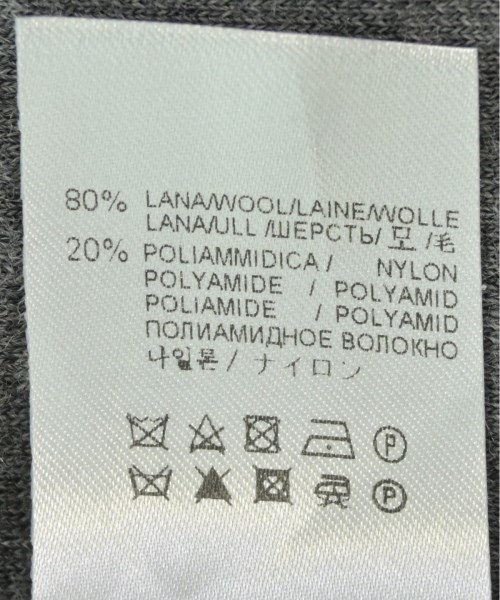 80% LANA/WOOL/LAINE/WOLLE
LANA/ULL /ШЕРСТЬ/ 모 /毛
20% POLIAMMIDICA / NYLON
POLYAMIDE / POLYAMID
POLIAMIDE / POLYAMID
ПОЛИАМИДНОЕ ВОЛОКНО
나일론 / ナイロン
P
P